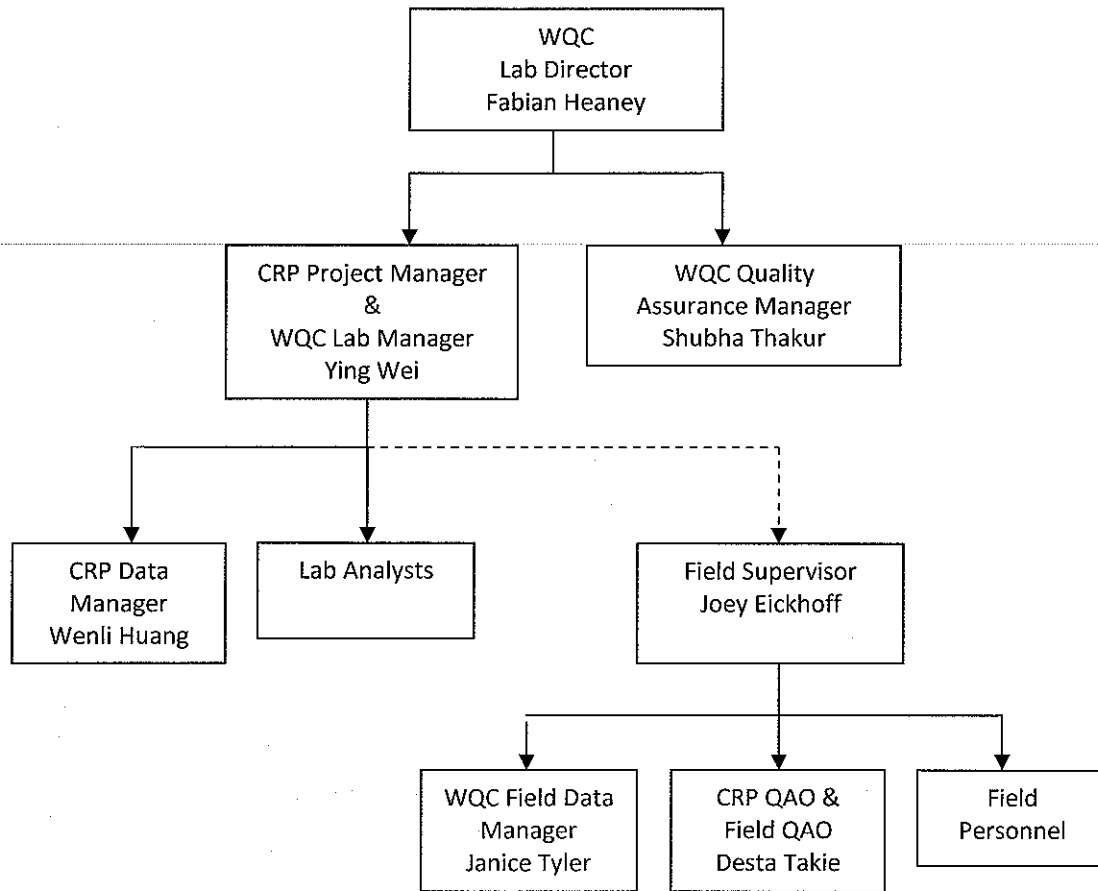 WQC
Lab Director
Fabian Heaney
CRP Project Manager
&
WQC Lab Manager
Ying Wei
WQC Quality
Assurance Manager
Shubha Thakur
CRP Data
Manager
Wenli Huang
Lab Analysts
Field Supervisor
Joey Eickhoff
WQC Field Data
Manager
Janice Tyler
CRP QAO &
Field QAO
Desta Takie
Field
Personnel